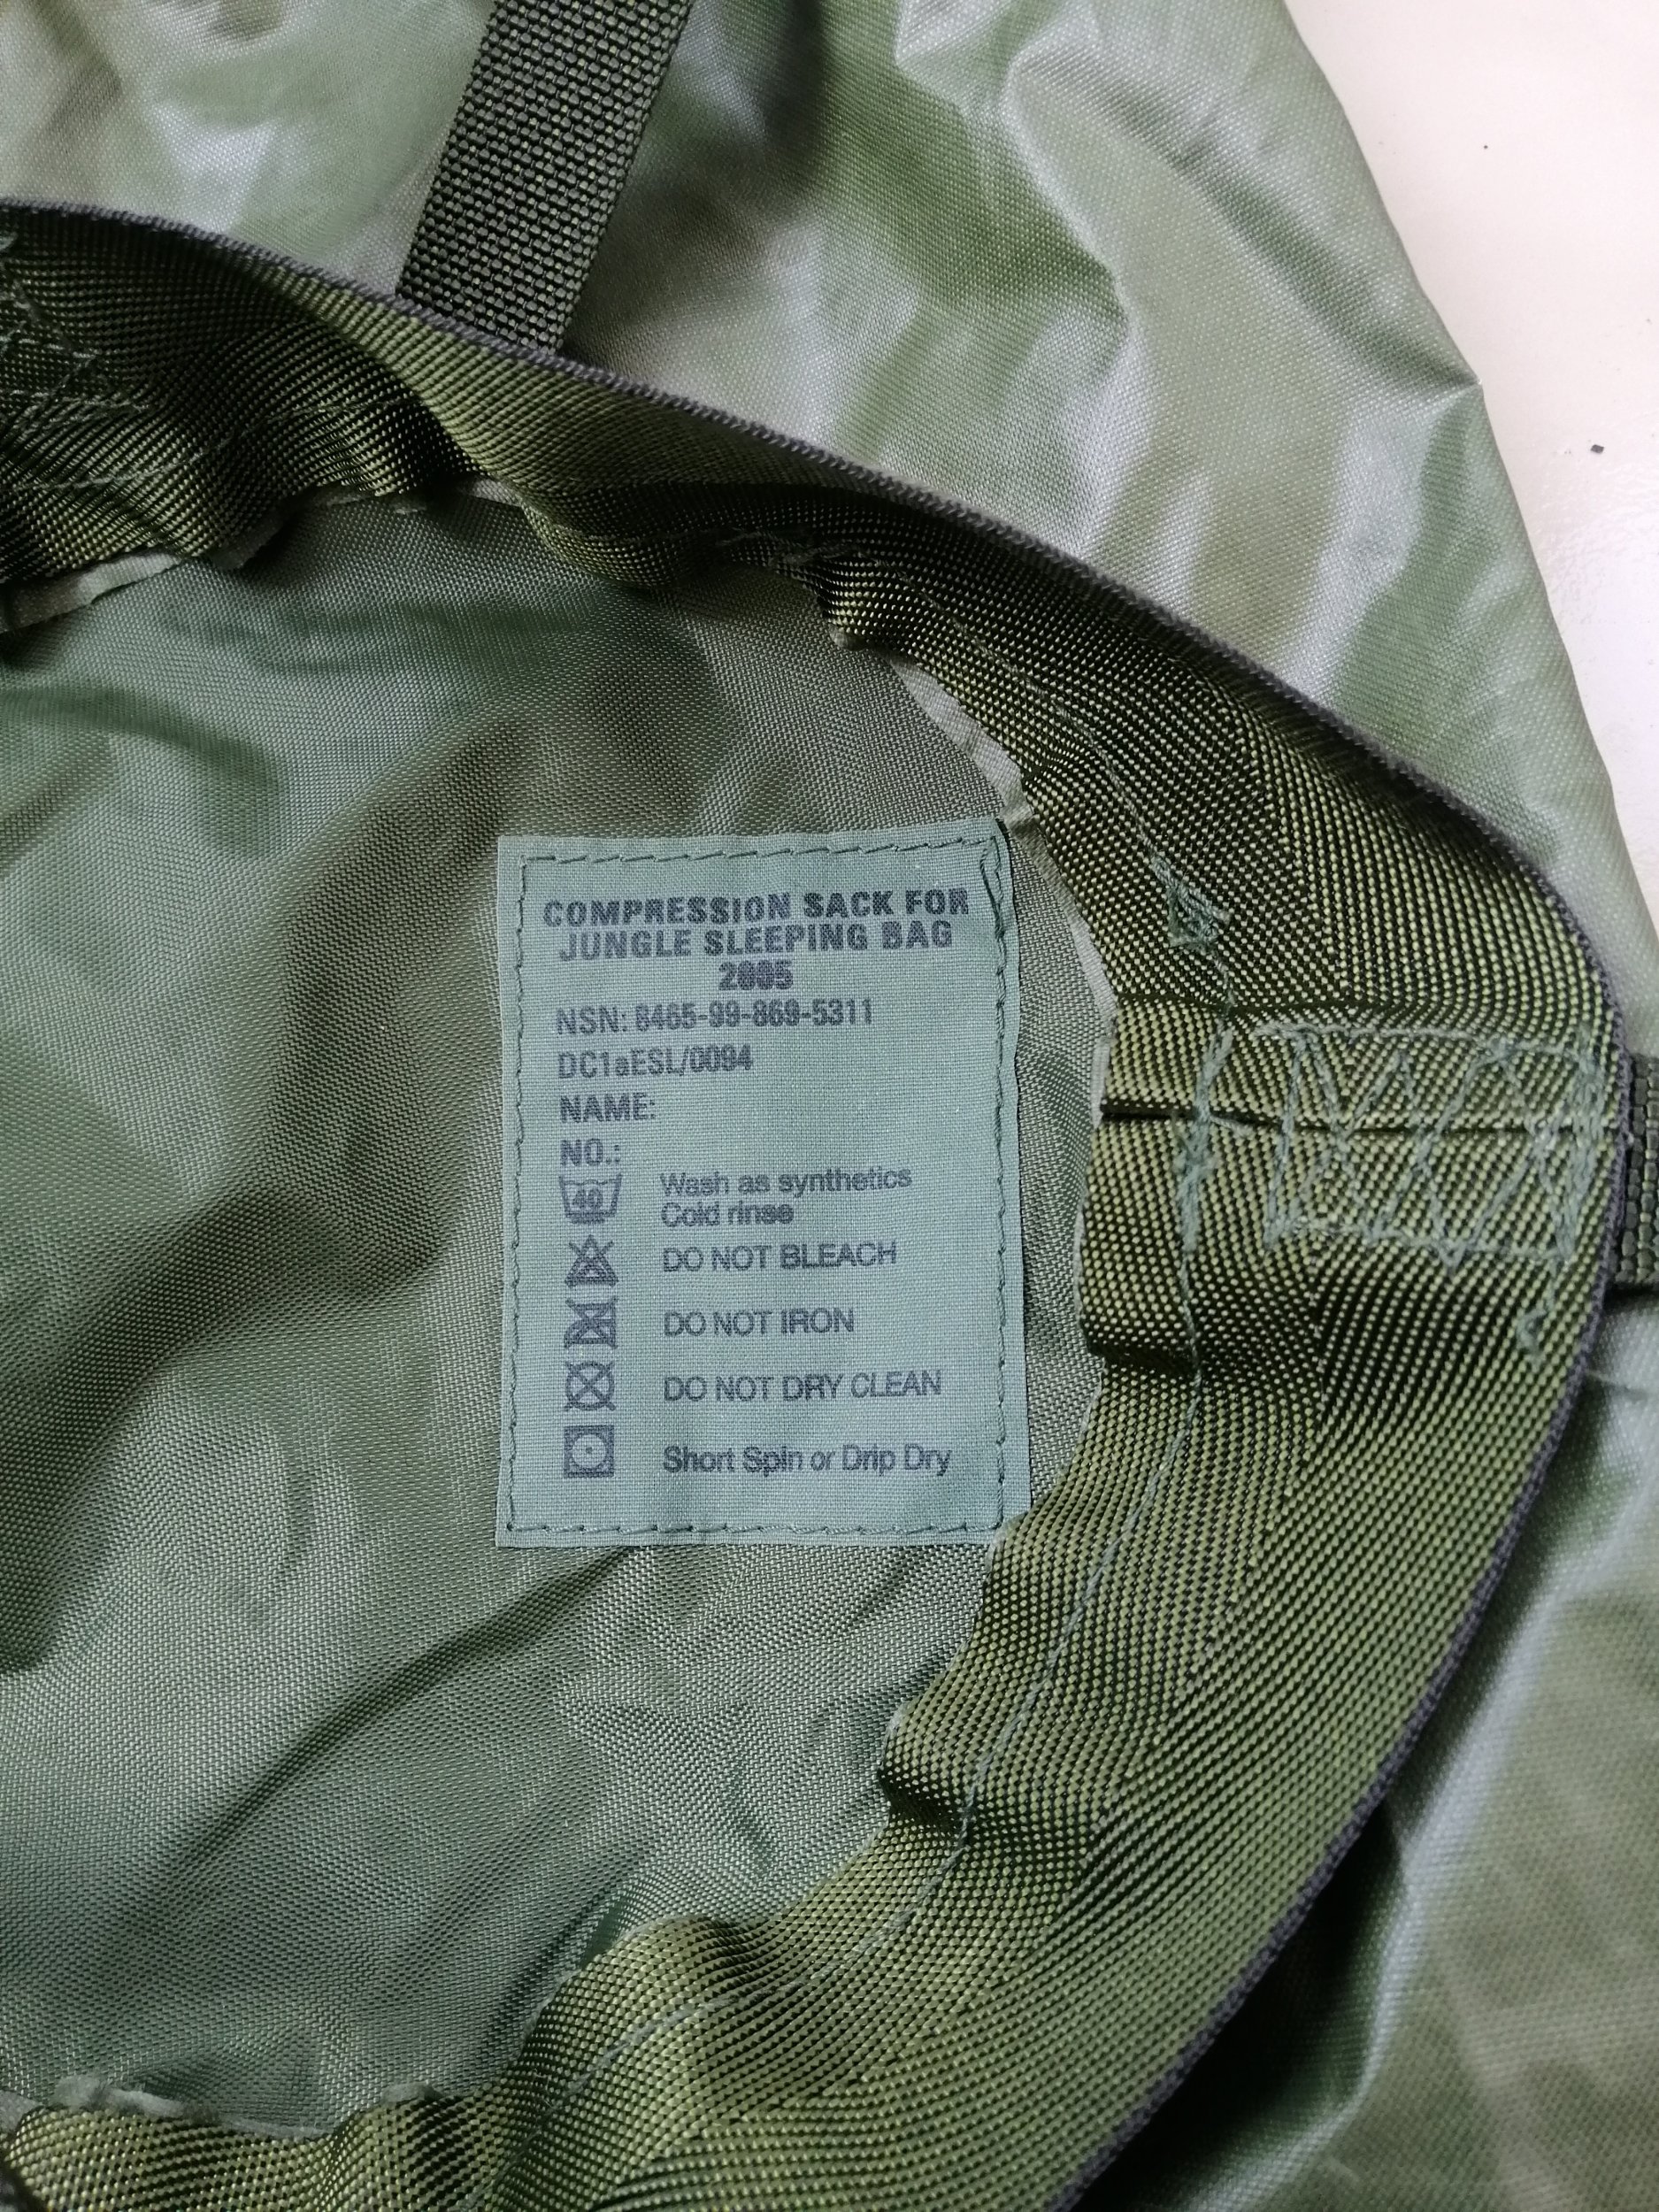 COMPRESSION SACK FOR
JUNGLE SLEEPING BAG
2005
NSN: 8465-99-869-5311
DC1aESL/0094
NAME:
NO.:
40 Wash as synthetics
Cold rinse
DO NOT BLEACH
DO NOT IRON
DO NOT DRY CLEAN
Short Spin or Drip Dry